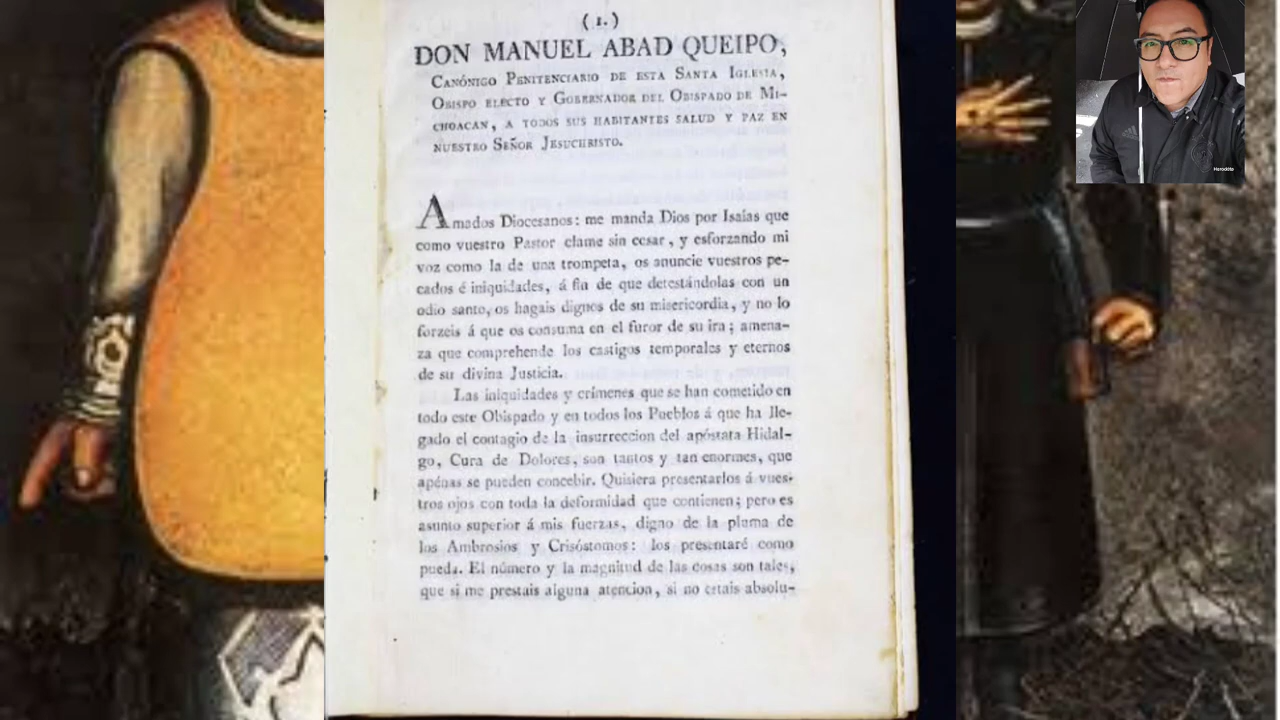 (1.)
DON MANUEL ABAD QUEIPO,
CANÓNIGO PENITENCIARIO DE ESTA SANTA IGLESIA,
OBISPO ELECTO Y GOBERNADOR DEL OBISPADO DE MI-
CHOACAN, A TODOS SUS HABITANTES SALUD Y PAZ EN
NUESTRO SEÑOR JESUCHRISTO.
Amados Diocesanos: me manda Dios por Isaías que
como vuestro Pastor clame sin cesar, y esforzando mi
voz como la de una trompeta, os anuncie vuestros pe-
cados é iniquidades, á fin de que detestándolas con un
odio santo, os hagais dignos de su misericordia, y no lo
forzeis á que os consuma en el furor de su ira; amena-
za que comprehende los castigos temporales y eternos
de su divina Justicia.
Las iniquidades y crímenes que se han cometido en
todo este Obispado y en todos los Pueblos á que ha lle-
gado el contagio de la insurreccion del apóstata Hidal-
go, Cura de Dolores, son tantos y tan enormes, que
apénas se pueden concebir. Quisiera presentarlos á vues-
tros ojos con toda la deformidad que contienen; pero es
asunto superior á mis fuerzas, digno de la pluma de
los Ambrosios y Crisóstomos: los presentaré como
pueda. El número y la magnitud de las cosas son tales,
que si me prestais alguna atencion, si no estais absolu-
adidas
Herodoto